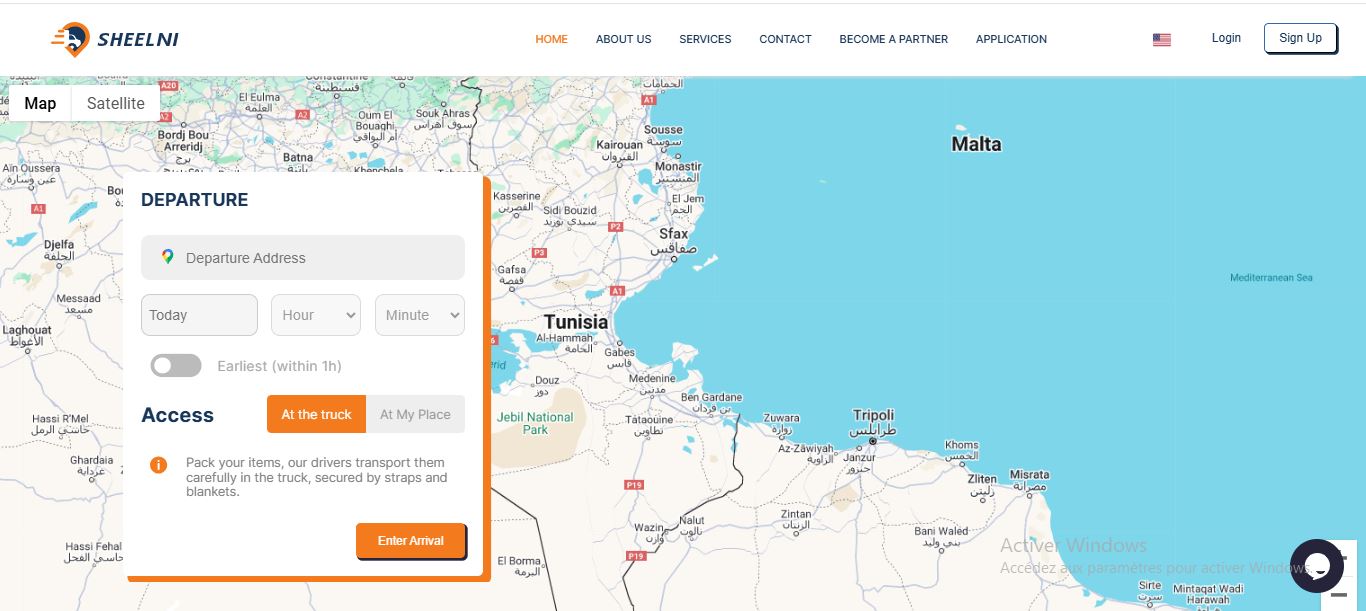 SHEELNI
HOME
ABOUT US
SERVICES
CONTACT
BECOME A PARTNER
APPLICATION
Login
Sign Up
Map
Satellite
A20
A2
A2
A1
El Eulma
العلمة
Constantine
قسنطينة
Souk Ahras
سوق أهراس
Oum El
Bouaghi
أم البواقي
Bordj Bou
Arreridj
برج
Batna
باتنة
Khenchela
Aïn Oussera
عين وسارة
Bou
A1
Djelfa
الجلفة
Messaad
مسعد
Laghouat
الأغواط
Hassi R'Mel
حاسي الرمل
Ghardaia
غرداية
Hassi Fehal
حاسي الفحل
DEPARTURE
Departure Address
Today
Hour
Minute
Earliest (within 1h)
Access
At the truck
At My Place
Pack your items, our drivers transport them
carefully in the truck, secured by straps and
blankets.
Enter Arrival
الحمامات
Sousse
سوسة
Kairouan
القيروان
Monastir
المنستير
Kasserine
القصرين
Sidi Bouzid
سيدي بوزيد
El Jem
الجم
P2
Sfax
صفاقس
P3
Gafsa
قفصة
A1
Tunisia
Al-Hammah
الحامة
Gabes
قابس
Douz
دوز
Medenine
مدنين
Ben Gardane
بن قردان
Jebil National
Park
Tataouine
تطاوين
Zuwara
زوارة
Tripoli
طرابلس
Az-Zāwiyah
الزاوية
Janzur
جنزور
Khoms
الخمس
Zliten
زليتن
Misrata
مصراتة
P19
Zintan
الزنتان
Wazin
وازن
Nalut
نالوت
P19
Bani Waled
بني وليد
El Borma
البرمة
Malta
Mediterranean Sea
Sirte
سرت
Mintaqat Wadi
Harawah
Activer Windows
Accédez aux paramètres pour activer Windows.